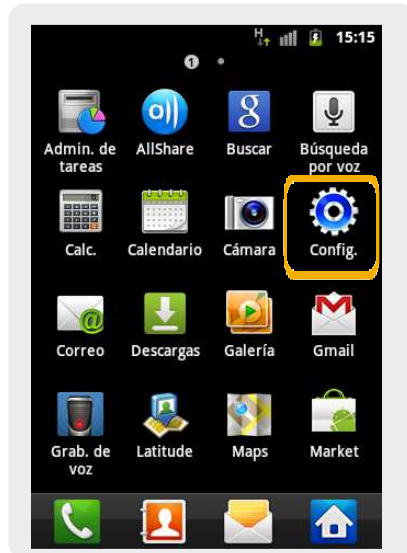 H 15:15
1
Admin. de AllShare Buscar Búsqueda
tareas por voz
Calc. Calendario Cámara Config.
Correo Descargas Galería Gmail
Grab. de Latitude Maps Market
voz